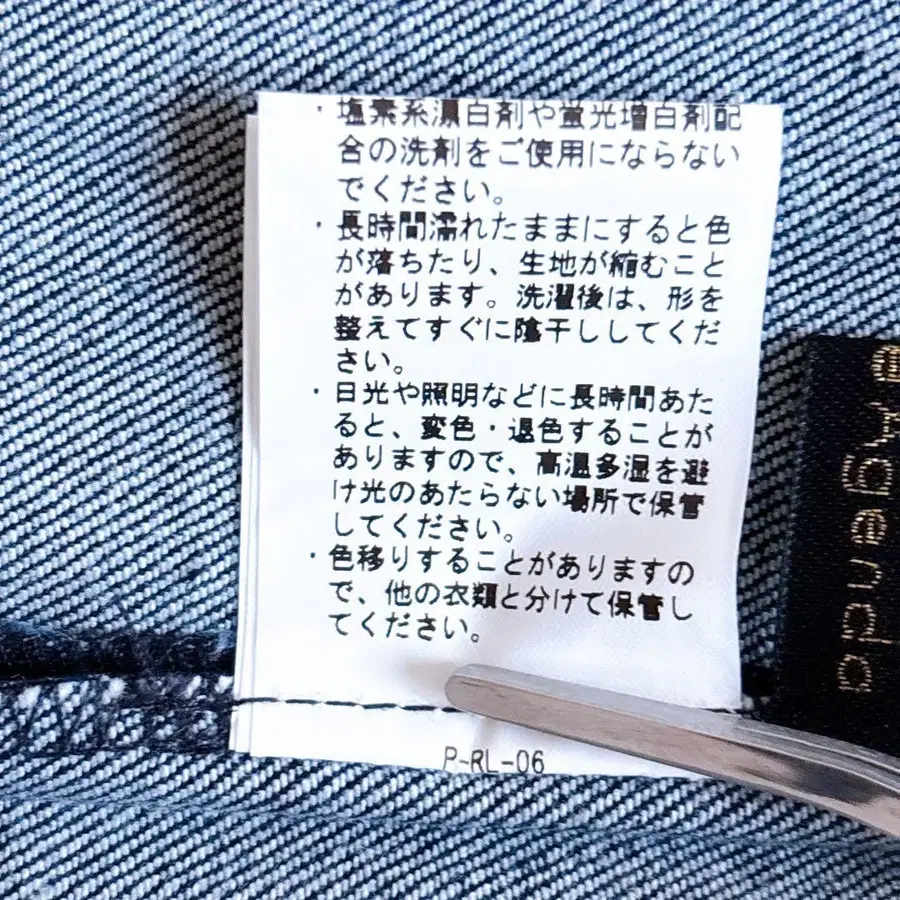 ・塩素系漂白剤や蛍光増白剤配
合の洗剤をご使用にならない
でください。
・長時間濡れたままにすると色
が落ちたり、生地が縮むこと
があります。洗濯後は、形を
整えてすぐに陰干ししてくだ
さい。
・日光や照明などに長時間あた
ると、変色・退色することが
ありますので、高温多湿を避
け光のあたらない場所で保管
してください。
・色移りすることがありますの
で、他の衣類と分けて保管し
てください。
P-RL-06